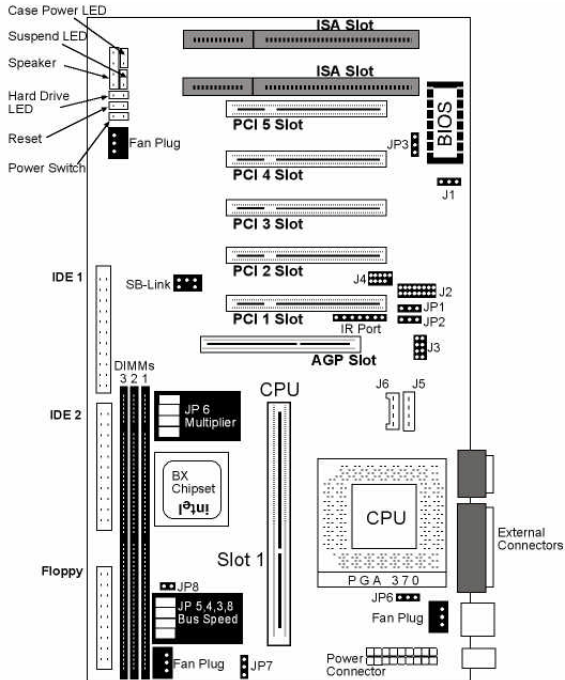 Case Power LED
Suspend LED
Speaker
Hard Drive
LED
Reset
Power Switch
Fan Plug
ISA Slot
ISA Slot
PCI 5 Slot
PCI 4 Slot
PCI 3 Slot
PCI 2 Slot
PCI 1 Slot
BIOS
JP3
J1
SB-Link
J4
J2
JP1
JP2
IR Port
J3
AGP Slot
IDE 1
DIMMs
3 2 1
CPU
J6
J5
IDE 2
JP 6
Multiplier
BX
Chipset
intel
CPU
External
Connectors
Slot 1
PGA 370
Floppy
JP8
JP 5,4,3,8
Bus Speed
JP6
Fan Plug
Fan Plug
JP7
Power
Connector